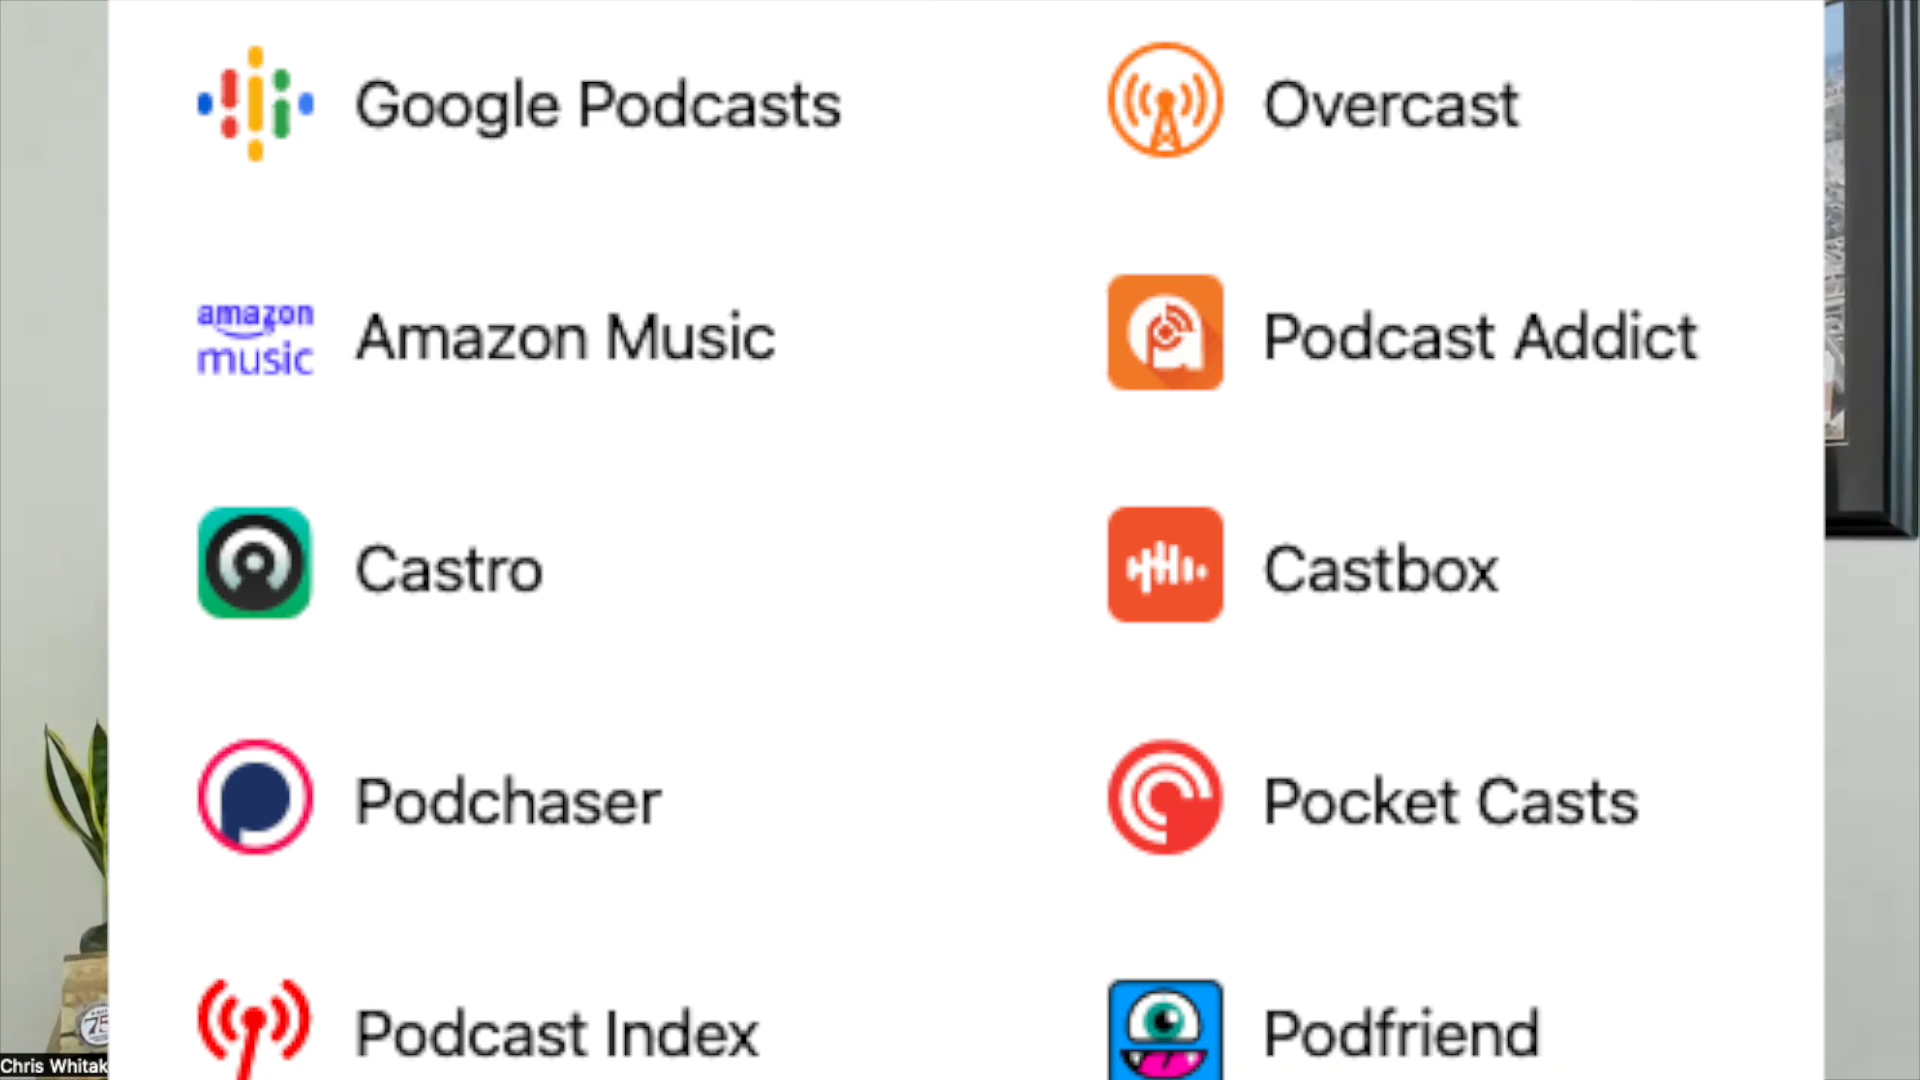 Google Podcasts
Overcast
amazon
music
Amazon Music
Podcast Addict
Castro
Castbox
Podchaser
Pocket Casts
Podcast Index
Podfriend
75
Chris Whitak